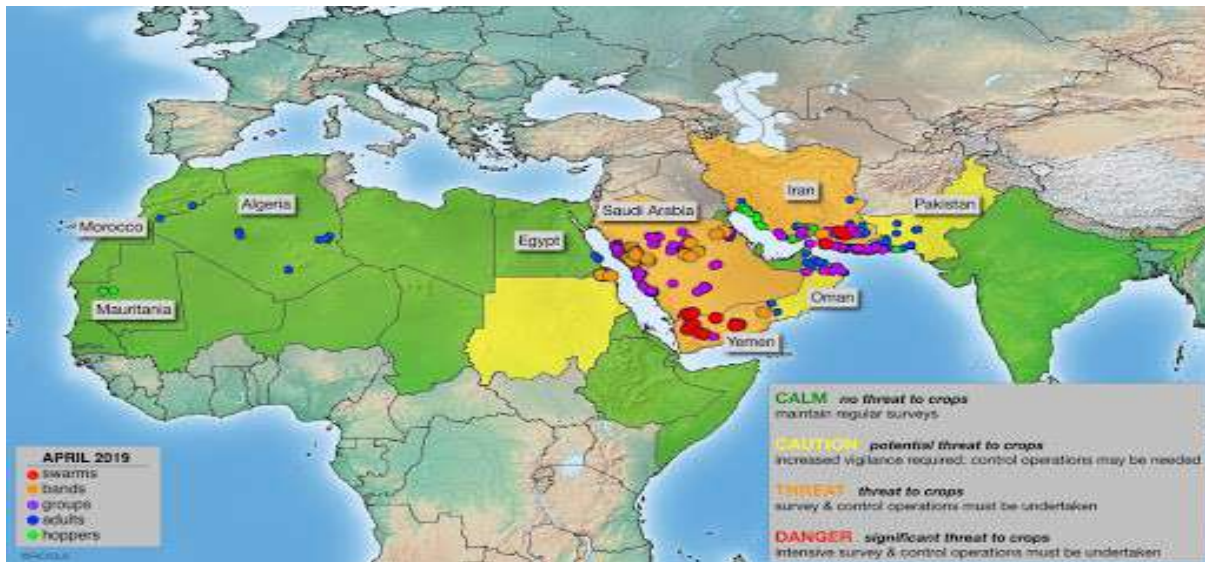 Morocco
Algeria
Egypt
Saudi Arabia
Iran
Pakistan
Mauritania
Oman
Yemen
APRIL 2019
swarms
bands
groups
adults
hoppers
CALM no threat to crops
maintain regular surveys
CAUTION potential threat to crops
increased vigilance required; control operations may be needed
THREAT threat to crops
survey & control operations must be undertaken
DANGER significant threat to crops
intensive survey & control operations must be undertaken